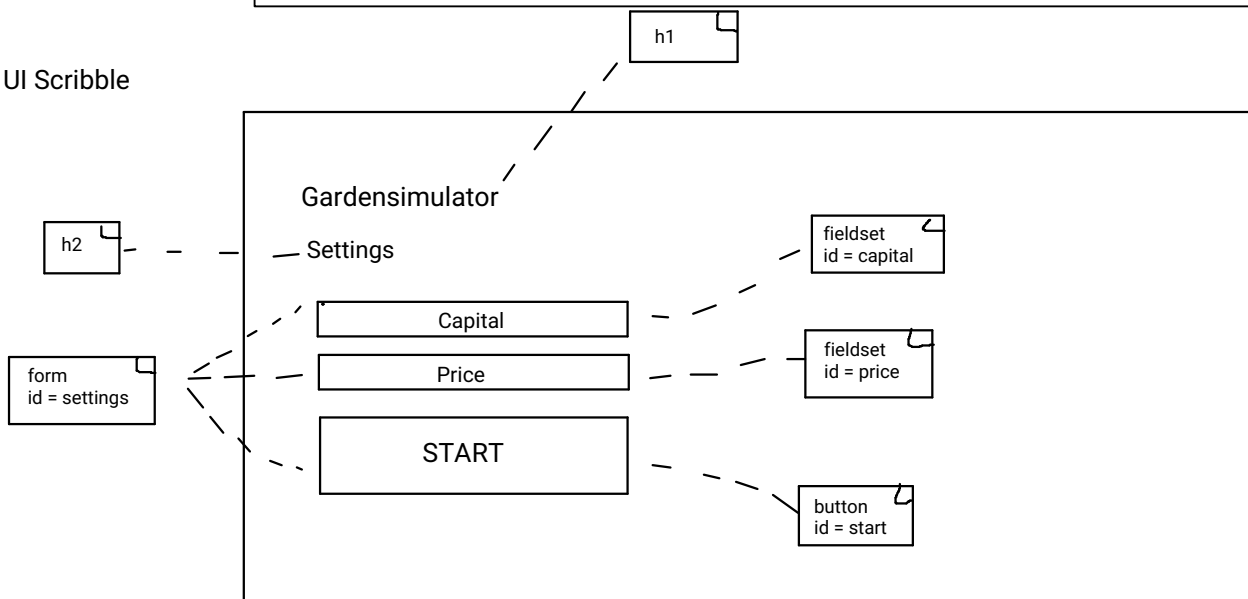 h1
UI Scribble
Gardensimulator
h2
Settings
fieldset
id = capital
Capital
fieldset
id = price
Price
form
id = settings
START
button
id = start